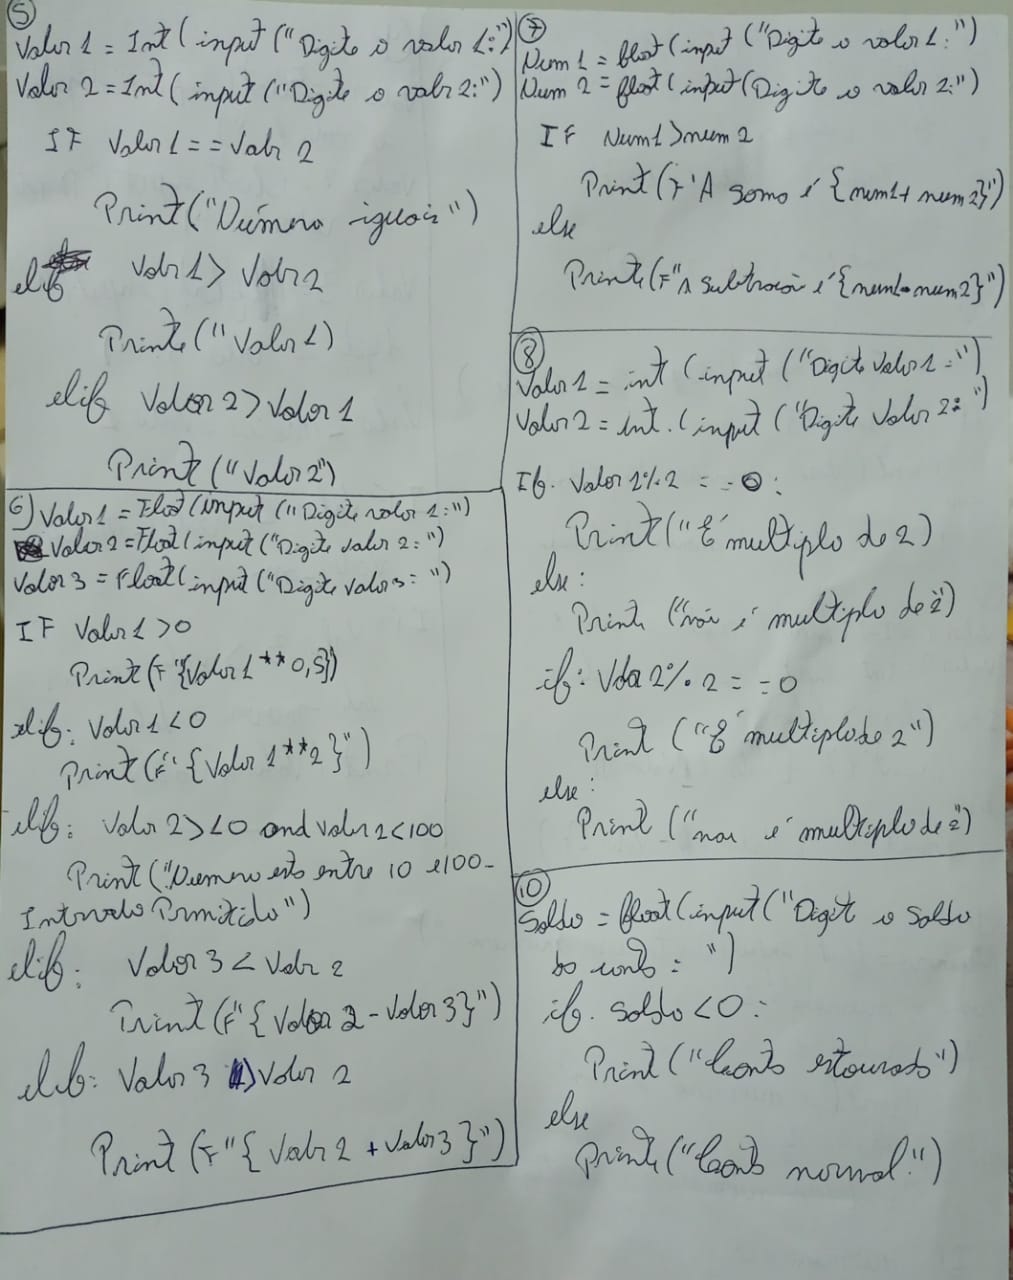 5
Valor 1 = Int (input ("Digite o valor 1:")
Valor 2 = Int (input ("Digite o valor 2:")
IF Valor 1 == Valor 2
Print ("Número iguais")
elif Valor 1 > Valor 2
Print ("Valor 1)
elif Valor 2 > Valor 1
Print ("Valor 2")
6) Valor 1 = Float (input ("Digite valor 1:")
Valor 2 = Float (input ("Digite valor 2:")
Valor 3 = Float (input ("Digite valor 3: ")
IF Valor 1 > 0
Print (F"{Valor 1 ** 0,5})
elif: Valor 1 < 0
Print (F"{Valor 1 ** 2}")
elif: Valor 2 > <0 and valor 2 < 100
Print ("Número esto entre 10 e 100 -
Intervalo Permitido")
elif: Valor 3 < Valor 2
Print (F"{Valor 2 - Valor 3}")
elif: Valor 3 > Valor 2
Print (F"{Valor 2 + Valor 3}")
7
Num 1 = float (input ("Digite o valor 1:")
Num 2 = float (input (Digite o valor 2:")
IF Num 1 > num 2
Print (F'A soma é {num1 + num 2}")
else
Print (F"A subtração é {num1 - num 2}")
8
Valor 1 = int (input ("Digite Valor 1 = ")
Valor 2 = int. (input ("Digite Valor 2: ")
If. Valor 1 % 2 = = 0 :
Print ("É multiplo de 2)
else:
Print ("não é multiplo de 2")
if: Valor 2 % 2 = = 0
Print ("É multiplo de 2")
else:
Print ("não é multiplo de 2")
10
Saldo = float (input ("Digite o Saldo
da conta = ")
if. Saldo < 0 :
Print ("Conta estourado")
else
Print ("Conta normal.")